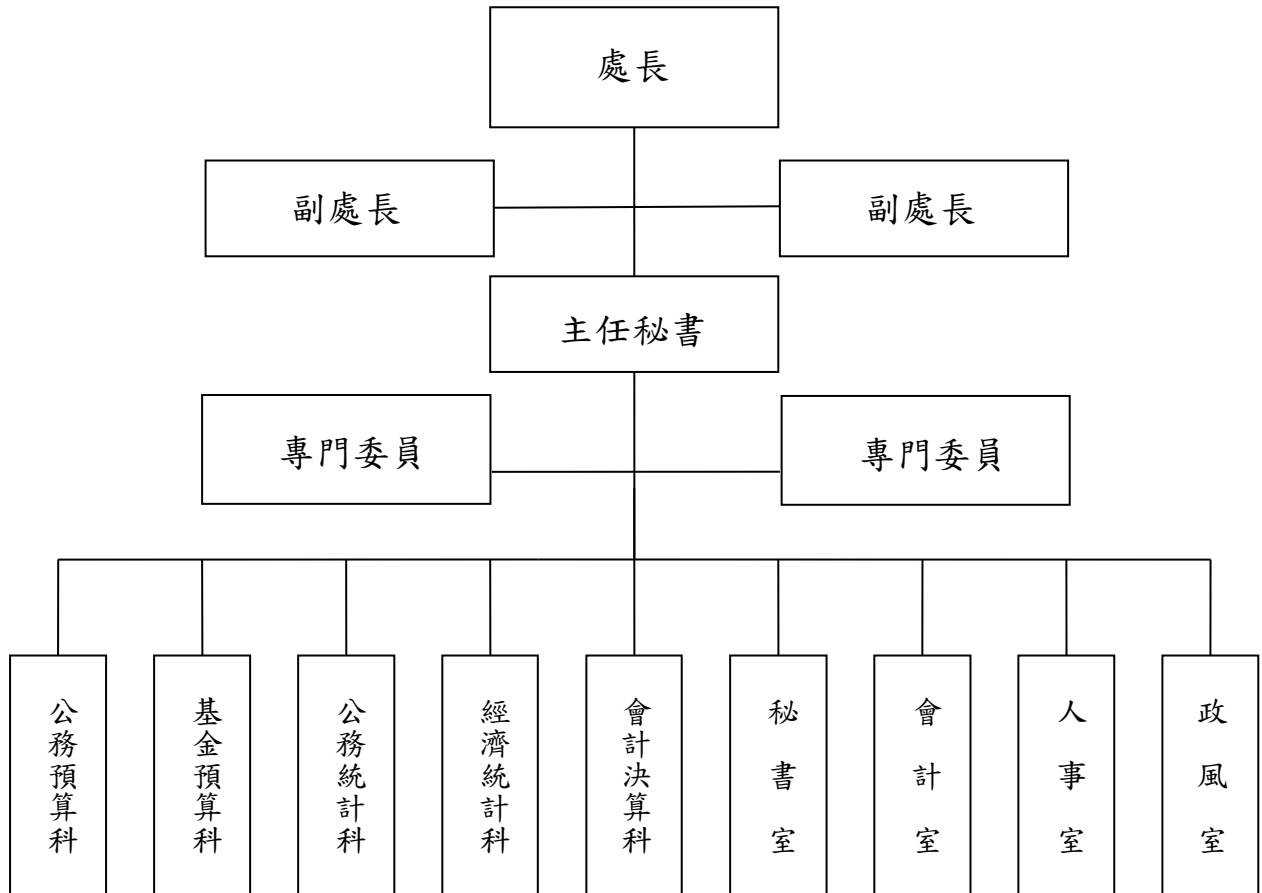 處長
副處長
副處長
主任秘書
專門委員
專門委員
公務預算科
基金預算科
公務統計科
經濟統計科
會計決算科
秘書室
會計室
人事室
政風室